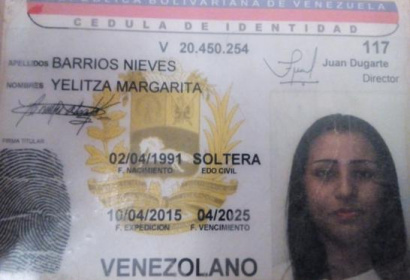 REPUBLICA BOLIVARIANA DE VENEZUELA
CEDULA DE IDENTIDAD
V 20.450.254 117
APELLIDOS BARRIOS NIEVES
Juan Dugarte
Director
NOMBRES YELITZA MARGARITA
FIRMA TITULAR
02/04/1991 SOLTERA
F. NACIMIENTO EDO CIVIL
10/04/2015 04/2025
F. EXPEDICION F. VENCIMIENTO
VENEZOLANO